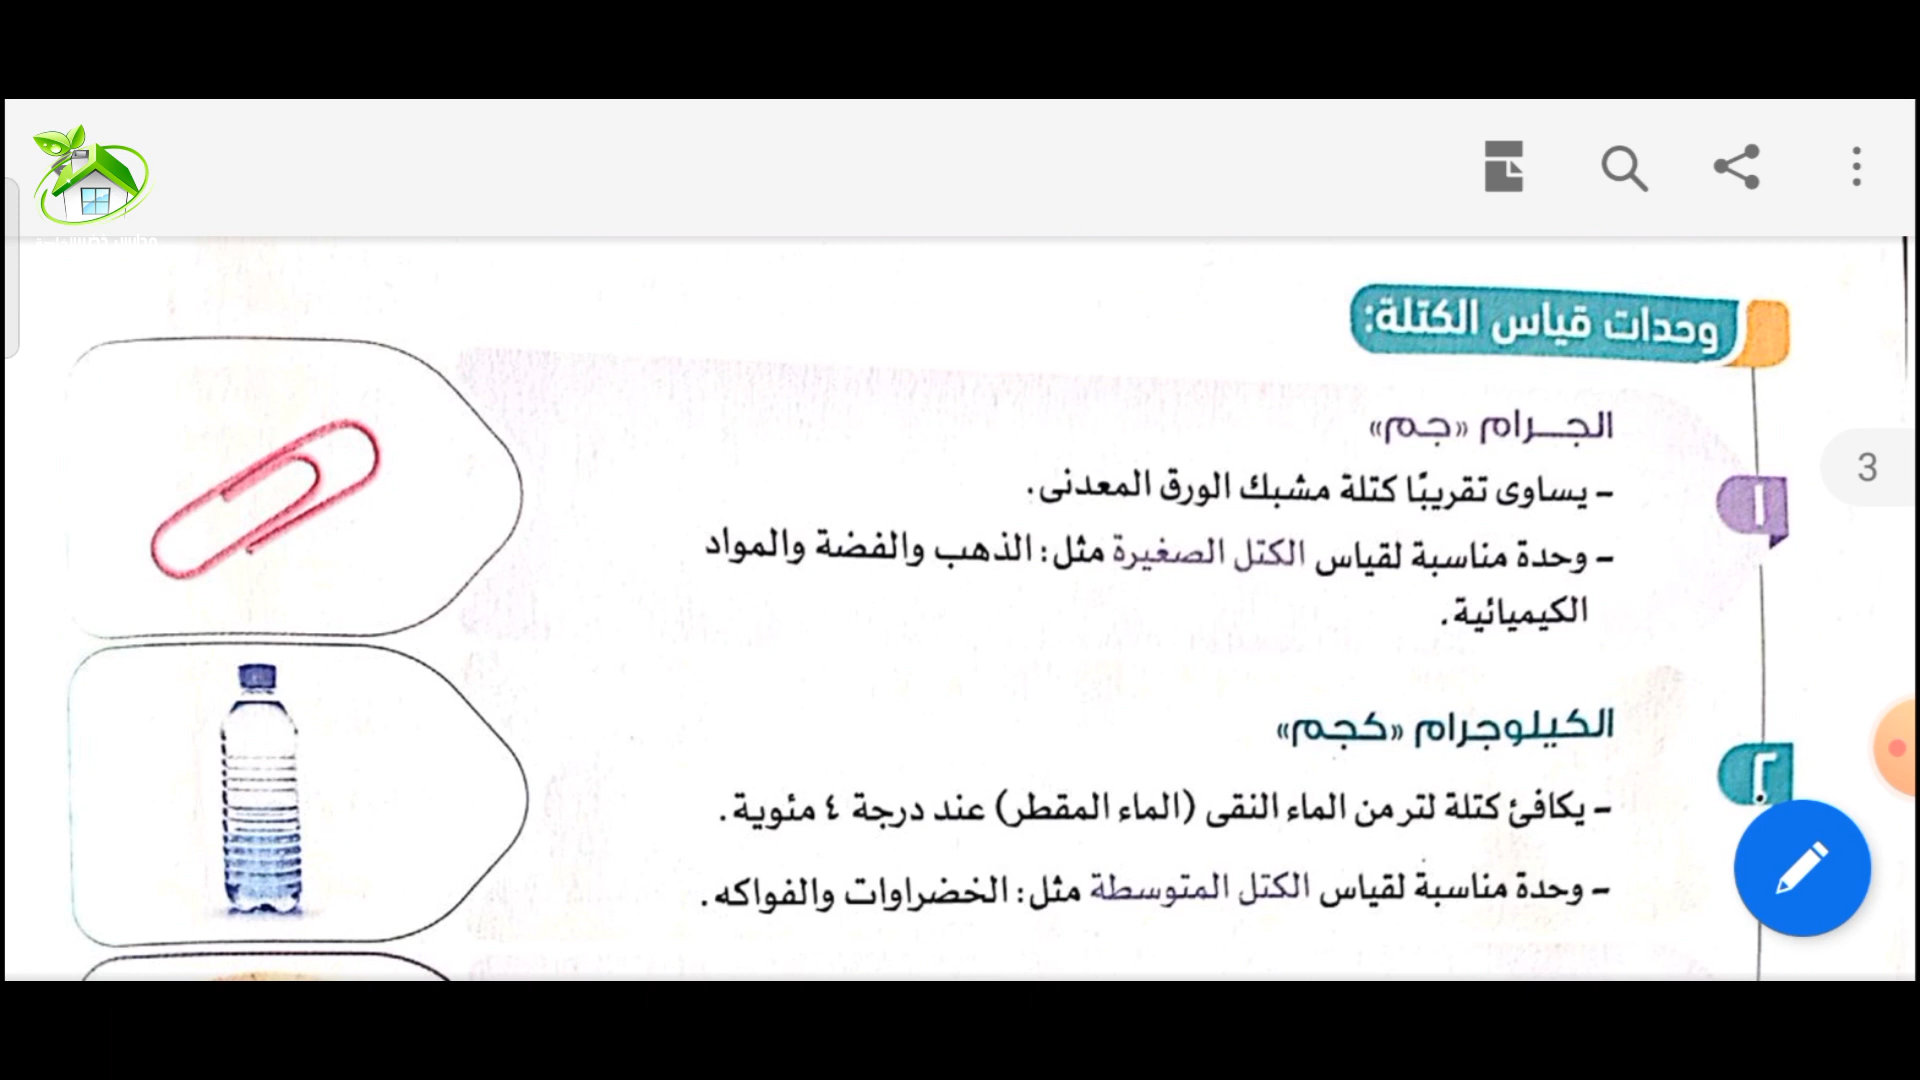 3
وحدات قياس الكتلة:
١
الجرام «جم»
- يساوى تقريبًا كتلة مشبك الورق المعدنى.
- وحدة مناسبة لقياس الكتل الصغيرة مثل: الذهب والفضة والمواد
الكيميائية.
٢
الكيلوجرام «كجم»
- يكافئ كتلة لتر من الماء النقى (الماء المقطر) عند درجة ٤ مئوية.
- وحدة مناسبة لقياس الكتل المتوسطة مثل: الخضراوات والفواكه.